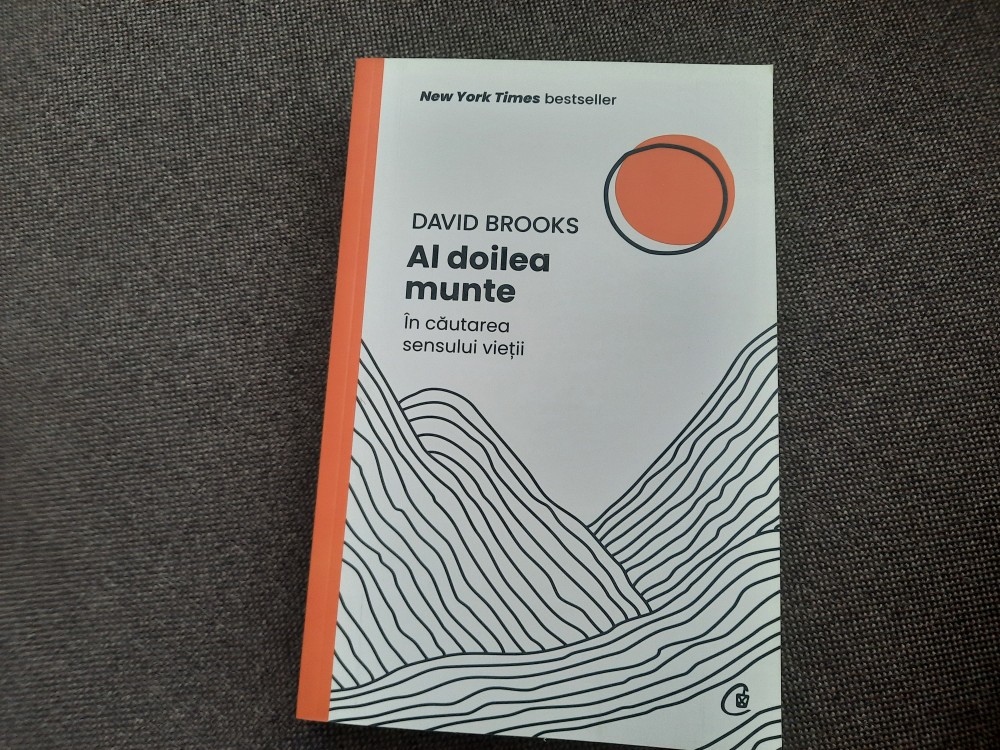 New York Times bestseller
DAVID BROOKS
Al doilea
munte
În căutarea
sensului vieții